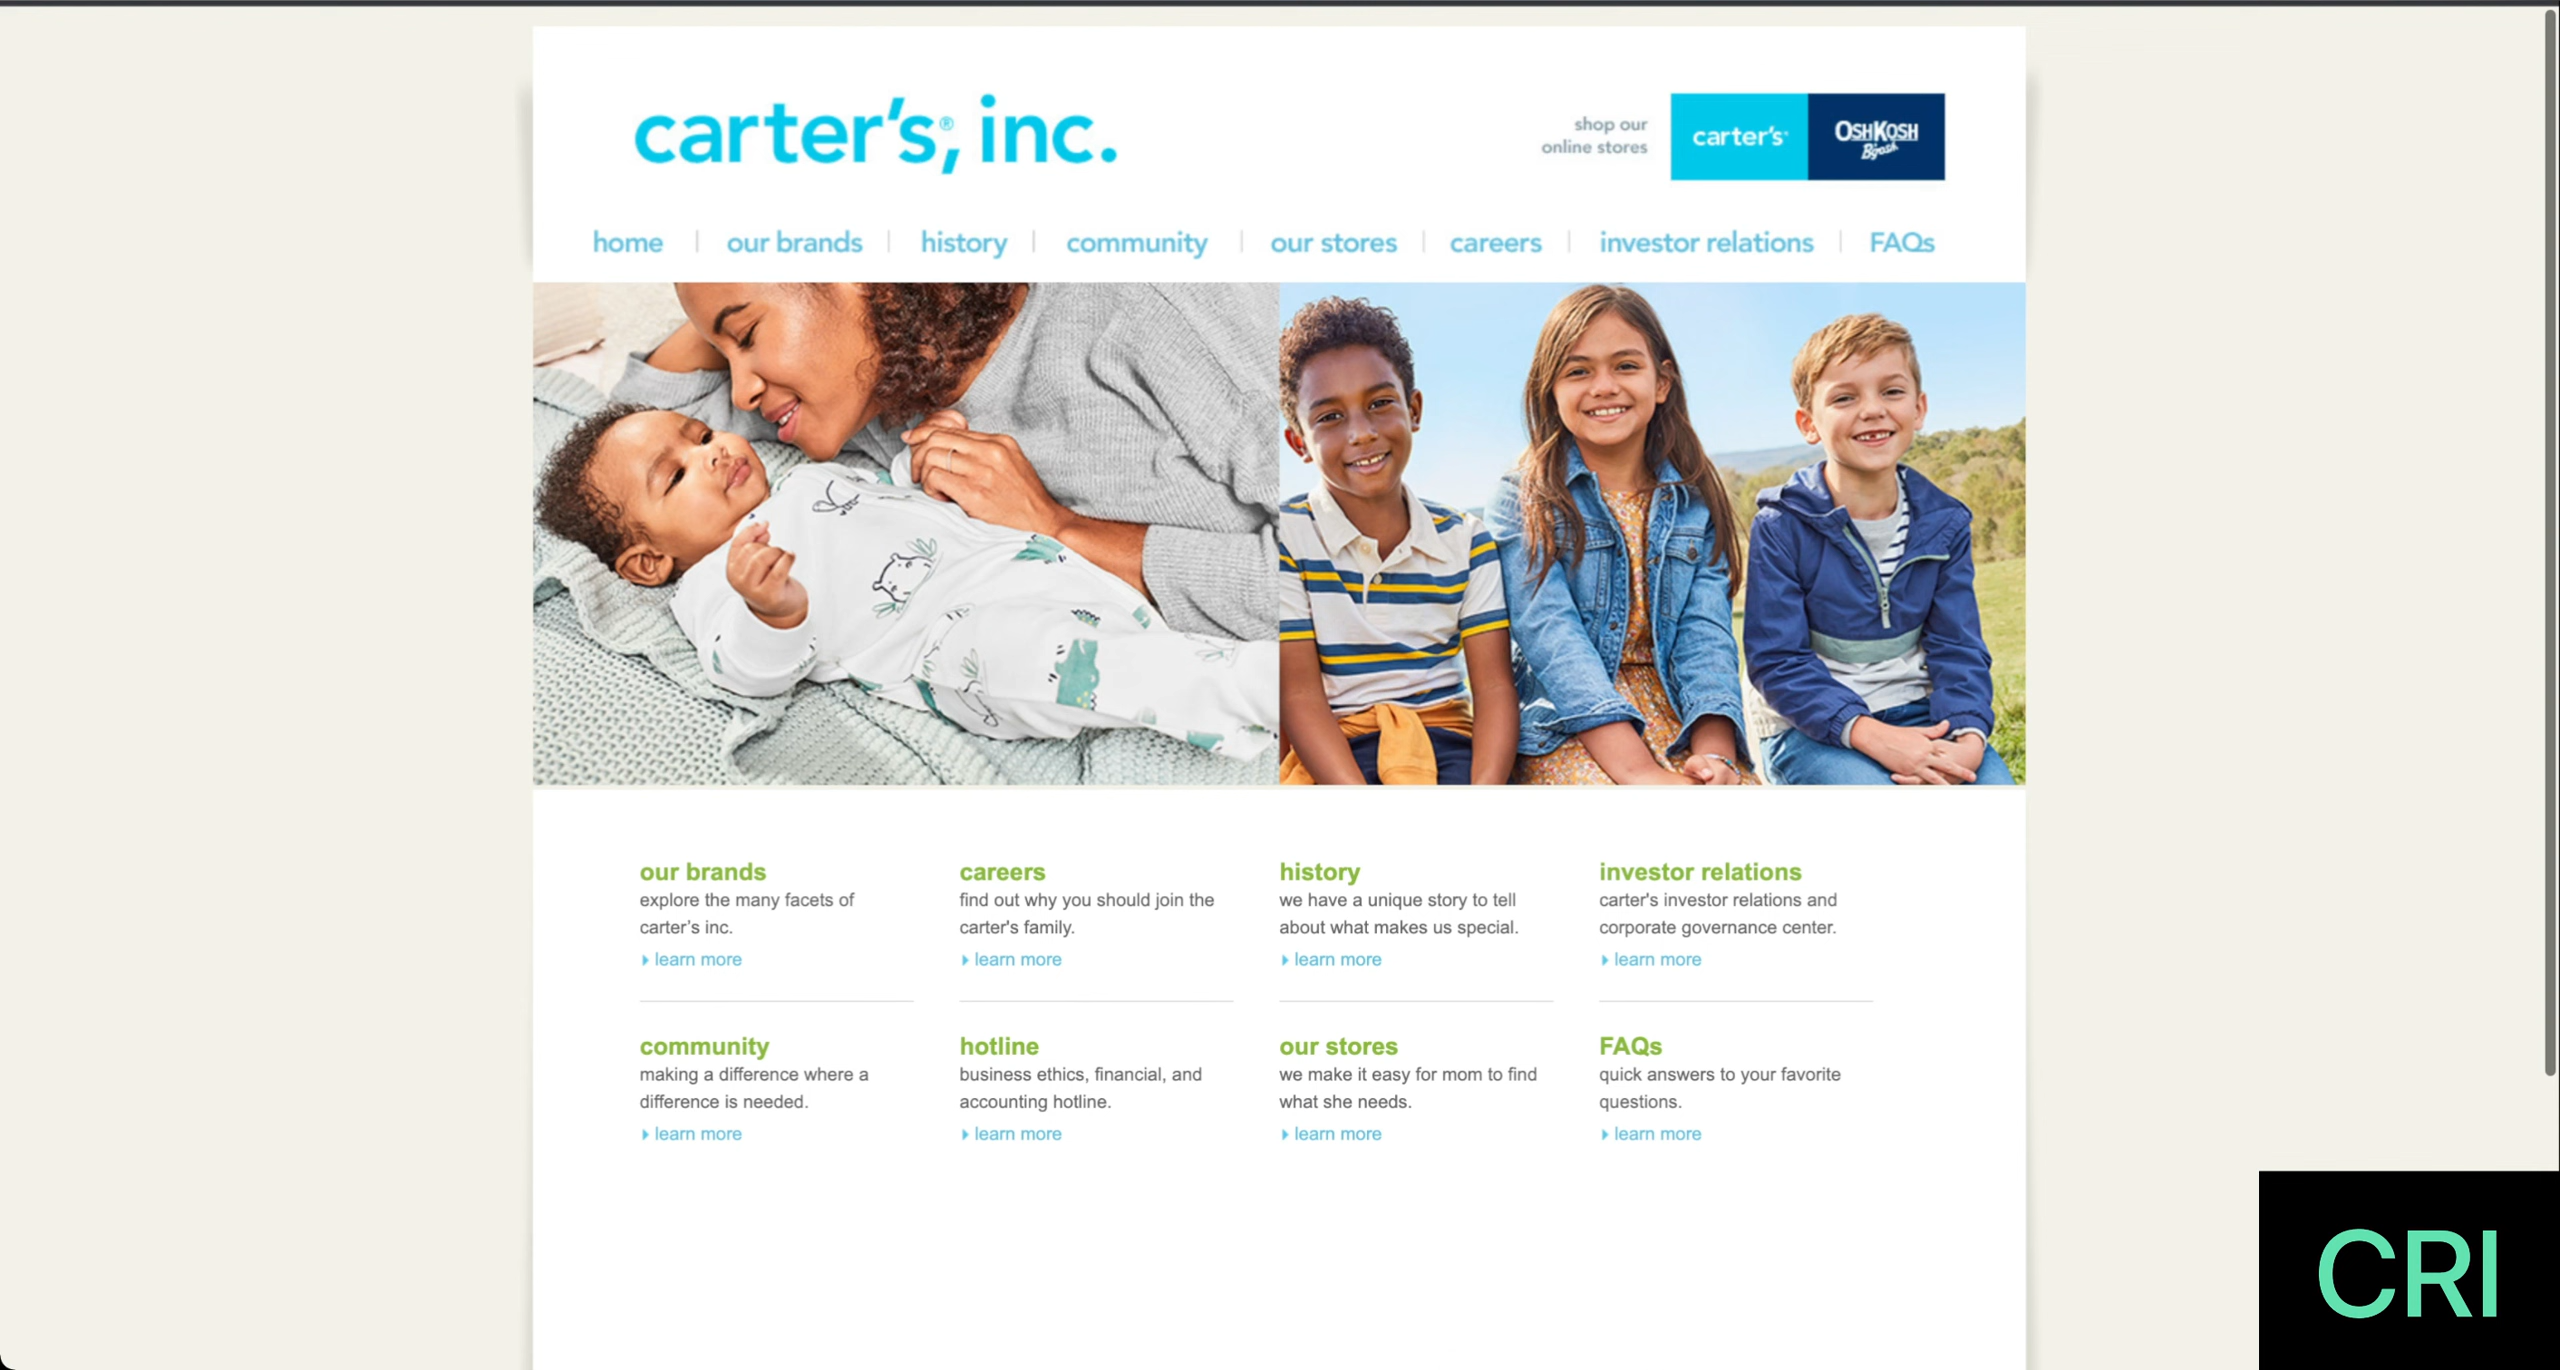 carter's®, inc.
shop our
online stores
carter's
OSHKOSH
B'gosh
home
our brands
history
community
our stores
careers
investor relations
FAQs
our brands
explore the many facets of
carter's inc.
learn more
careers
find out why you should join the
carter's family.
learn more
history
we have a unique story to tell
about what makes us special.
learn more
investor relations
carter's investor relations and
corporate governance center.
learn more
community
making a difference where a
difference is needed.
learn more
hotline
business ethics, financial, and
accounting hotline.
learn more
our stores
we make it easy for mom to find
what she needs.
learn more
FAQs
quick answers to your favorite
questions.
learn more
CRI